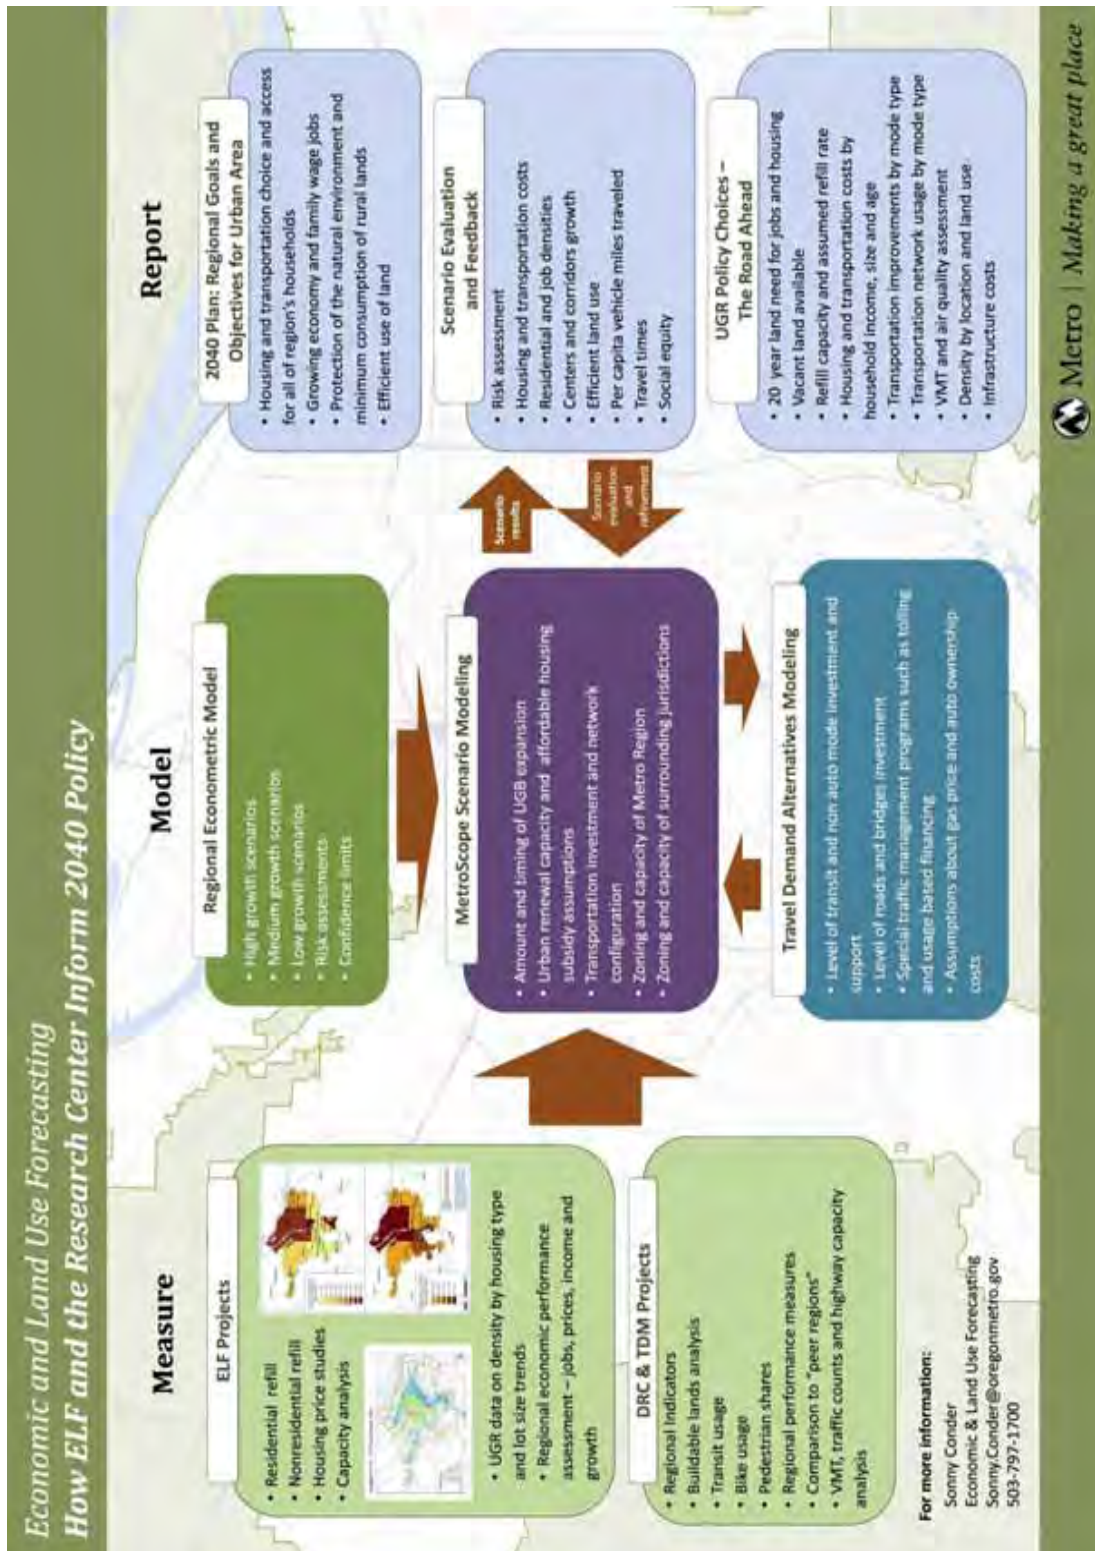 Economic and Land Use Forecasting
How ELF and the Research Center Inform 2040 Policy
Measure
ELF Projects
• Residential refill
• Nonresidential refill
• Housing price studies
• Capacity analysis
• UGR data on density by housing type
and lot size trends
• Regional economic performance
assessment – jobs, prices, income and
growth
DRC & TDM Projects
• Regional Indicators
• Buildable lands analysis
• Transit usage
• Bike usage
• Pedestrian shares
• Regional performance measures
• Comparison to "peer regions"
• VMT, traffic counts and highway capacity
analysis
For more information:
Sonny Conder
Economic & Land Use Forecasting
Sonny.Conder@oregonmetro.gov
503-797-1700
Model
Regional Econometric Model
• High growth scenarios
• Medium growth scenarios
• Low growth scenarios
• Risk assessments
• Confidence limits
MetroScope Scenario Modeling
• Amount and timing of UGB expansion
• Urban renewal capacity and affordable housing
subsidy assumptions
• Transportation investment and network
configuration
• Zoning and capacity of Metro Region
• Zoning and capacity of surrounding jurisdictions
Travel Demand Alternatives Modeling
• Level of transit and non auto mode investment and
support
• Level of roads and bridges investment
• Special traffic management programs such as tolling
and usage based financing
• Assumptions about gas price and auto ownership
costs
Scenario
results
Scenario
evaluation
and
refinement
Report
2040 Plan: Regional Goals and
Objectives for Urban Area
• Housing and transportation choice and access
for all of region's households
• Growing economy and family wage jobs
• Protection of the natural environment and
minimum consumption of rural lands
• Efficient use of land
Scenario Evaluation
and Feedback
• Risk assessment
• Housing and transportation costs
• Residential and job densities
• Centers and corridors growth
• Efficient land use
• Per capita vehicle miles traveled
• Travel times
• Social equity
UGR Policy Choices –
The Road Ahead
• 20 year land need for jobs and housing
• Vacant land available
• Refill capacity and assumed refill rate
• Housing and transportation costs by
household income, size and age
• Transportation improvements by mode type
• Transportation network usage by mode type
• VMT and air quality assessment
• Density by location and land use
• Infrastructure costs
Metro | Making a great place